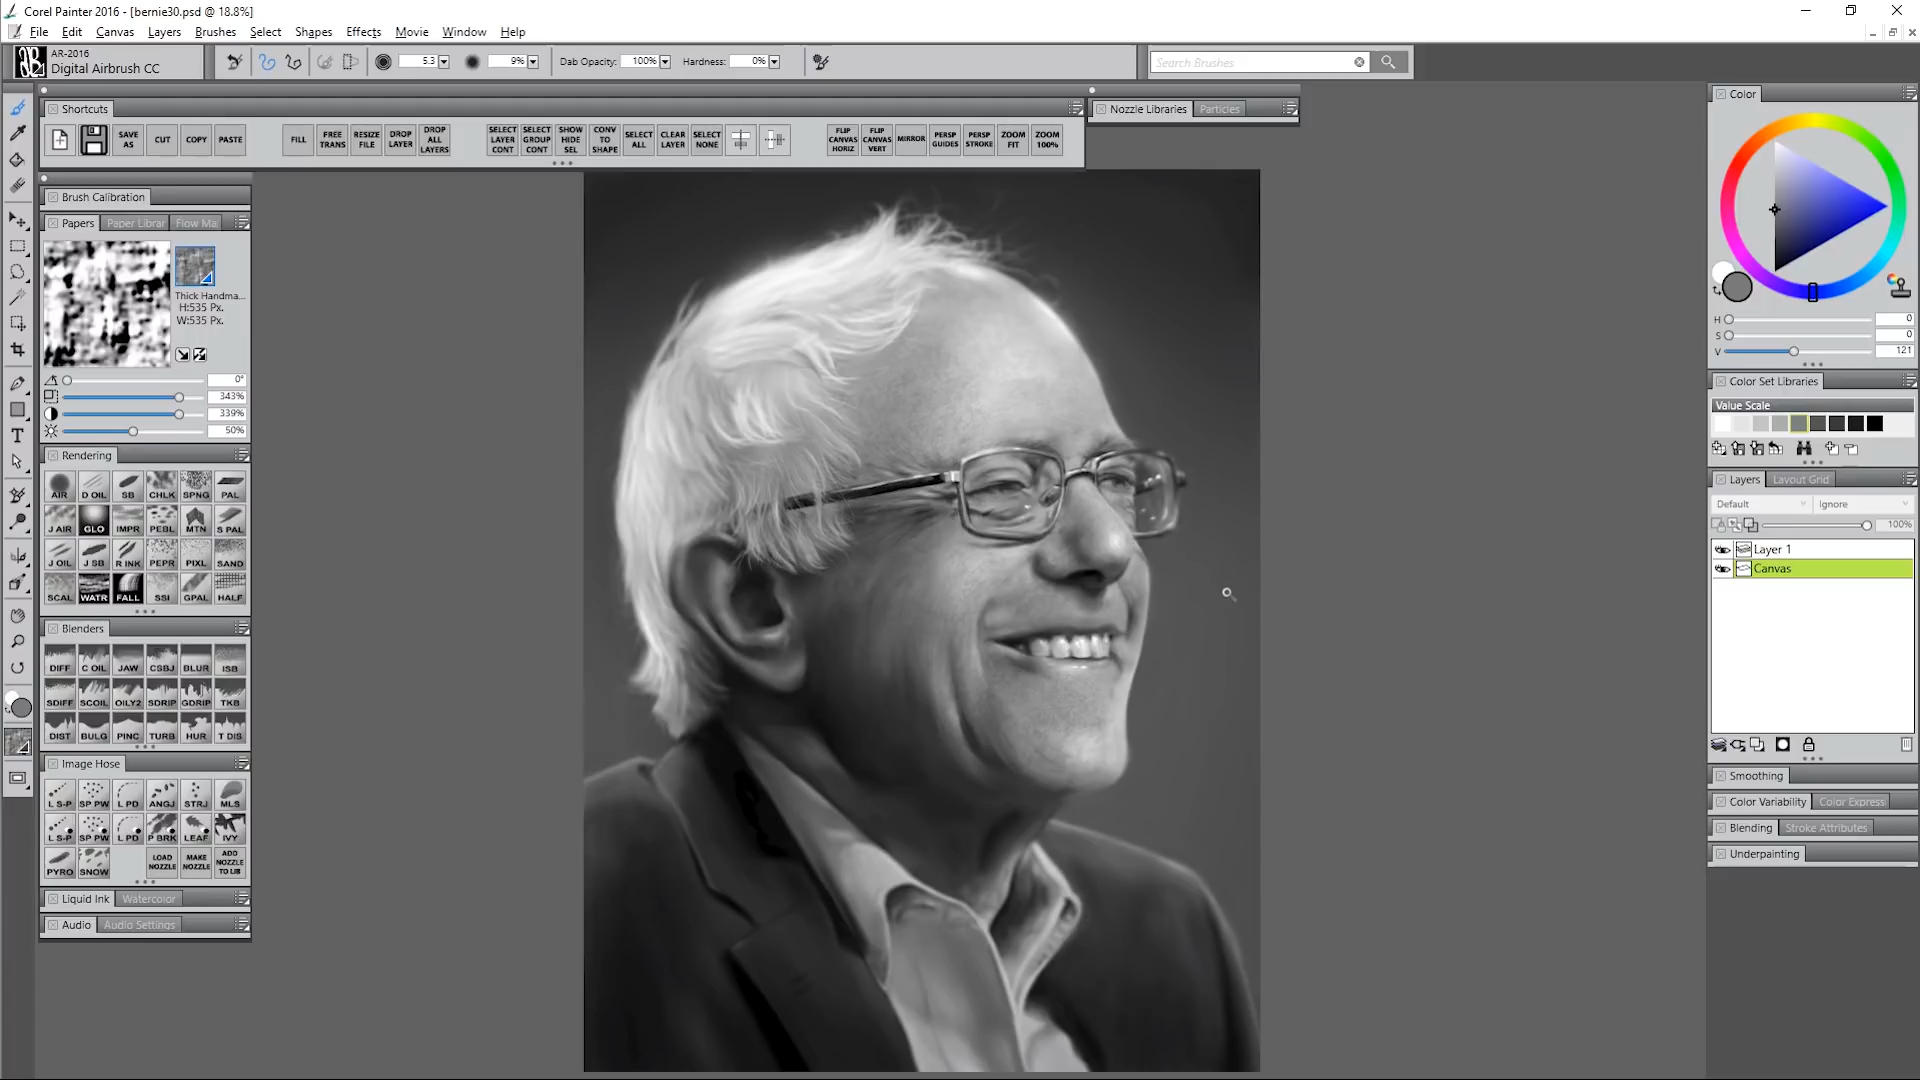 Corel Painter 2016 - [bernie30.psd @ 18.8%]
File Edit Canvas Layers Brushes Select Shapes Effects Movie Window Help
AR-2016
Digital Airbrush CC
5.3
9%
Dab Opacity: 100%
Hardness: 0%
Search Brushes
Shortcuts
Nozzle Libraries Particles
SAVE AS
CUT
COPY
PASTE
FILL
FREE TRANS
RESIZE FILE
DROP LAYER
DROP ALL LAYERS
SELECT LAYER CONT
SELECT GROUP CONT
SHOW HIDE SEL
CONV TO SHAPE
SELECT ALL
CLEAR LAYER
SELECT NONE
FLIP CANVAS HORIZ
FLIP CANVAS VERT
MIRROR
PERSP GUIDES
PERSP STROKE
ZOOM FIT
ZOOM 100%
Brush Calibration
Papers Paper Librar Flow Ma
Thick Handma...
H:535 Px.
W:535 Px.
0°
343%
339%
50%
Rendering
AIR D OIL SB CHLK SPNG PAL
J AIR GLO IMPR PEBL MTN S PAL
J OIL J SB R INK PEPR PIXL SAND
SCAL WATR FALL SSI GPAL HALF
Blenders
DIFF C OIL JAW CSBJ BLUR ISB
SDIFF SCOIL OILY2 SDRIP GDRIP TKB
DIST BULG PINC TURB HUR T DIS
Image Hose
L S-P SP PW L PD ANGJ STRJ MLS
L S-P SP PW L PD P BRK LEAF IVY
PYRO SNOW LOAD NOZZLE MAKE NOZZLE ADD NOZZLE TO LIB
Liquid Ink Watercolor
Audio Audio Settings
Color
H 0
S 0
V 121
Color Set Libraries
Value Scale
Layers Layout Grid
Default Ignore
100%
Layer 1
Canvas
Smoothing
Color Variability Color Express
Blending Stroke Attributes
Underpainting